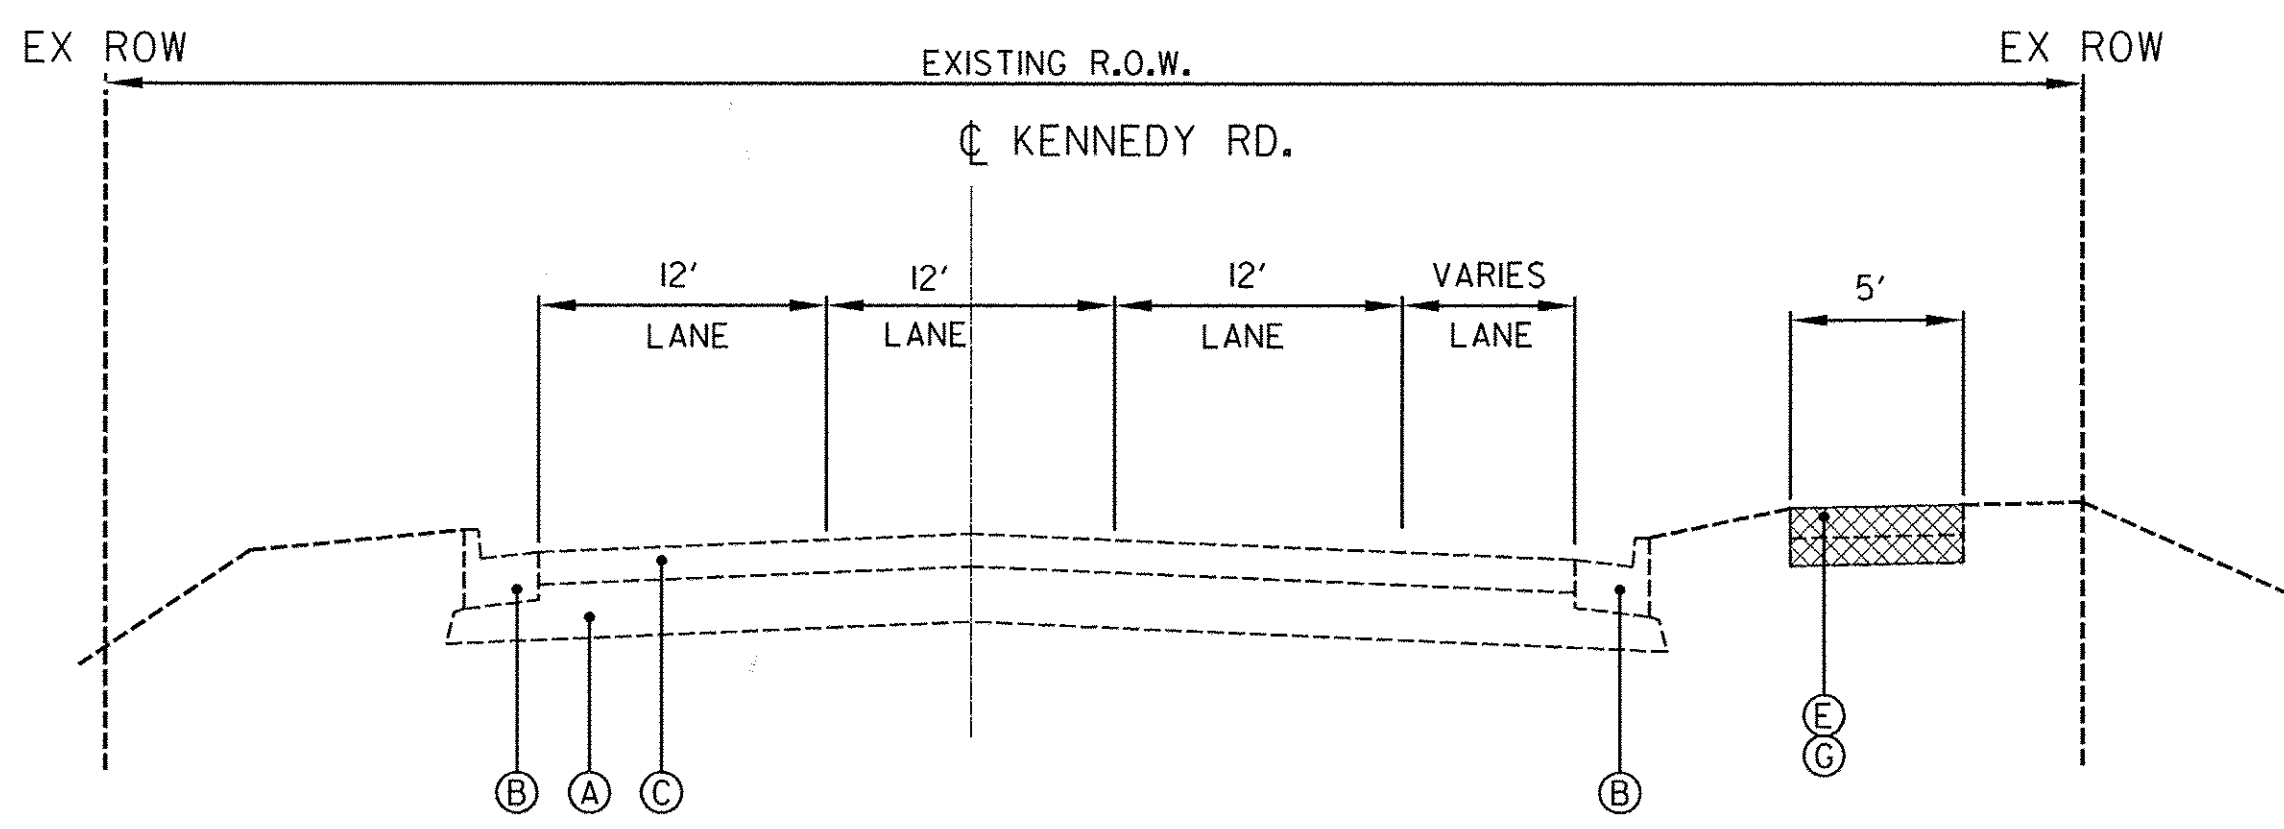 EX ROW
EXISTING R.O.W.
EX ROW
℄ KENNEDY RD.
12'
12'
12'
VARIES
5'
LANE
LANE
LANE
LANE
E
G
B
A
C
B